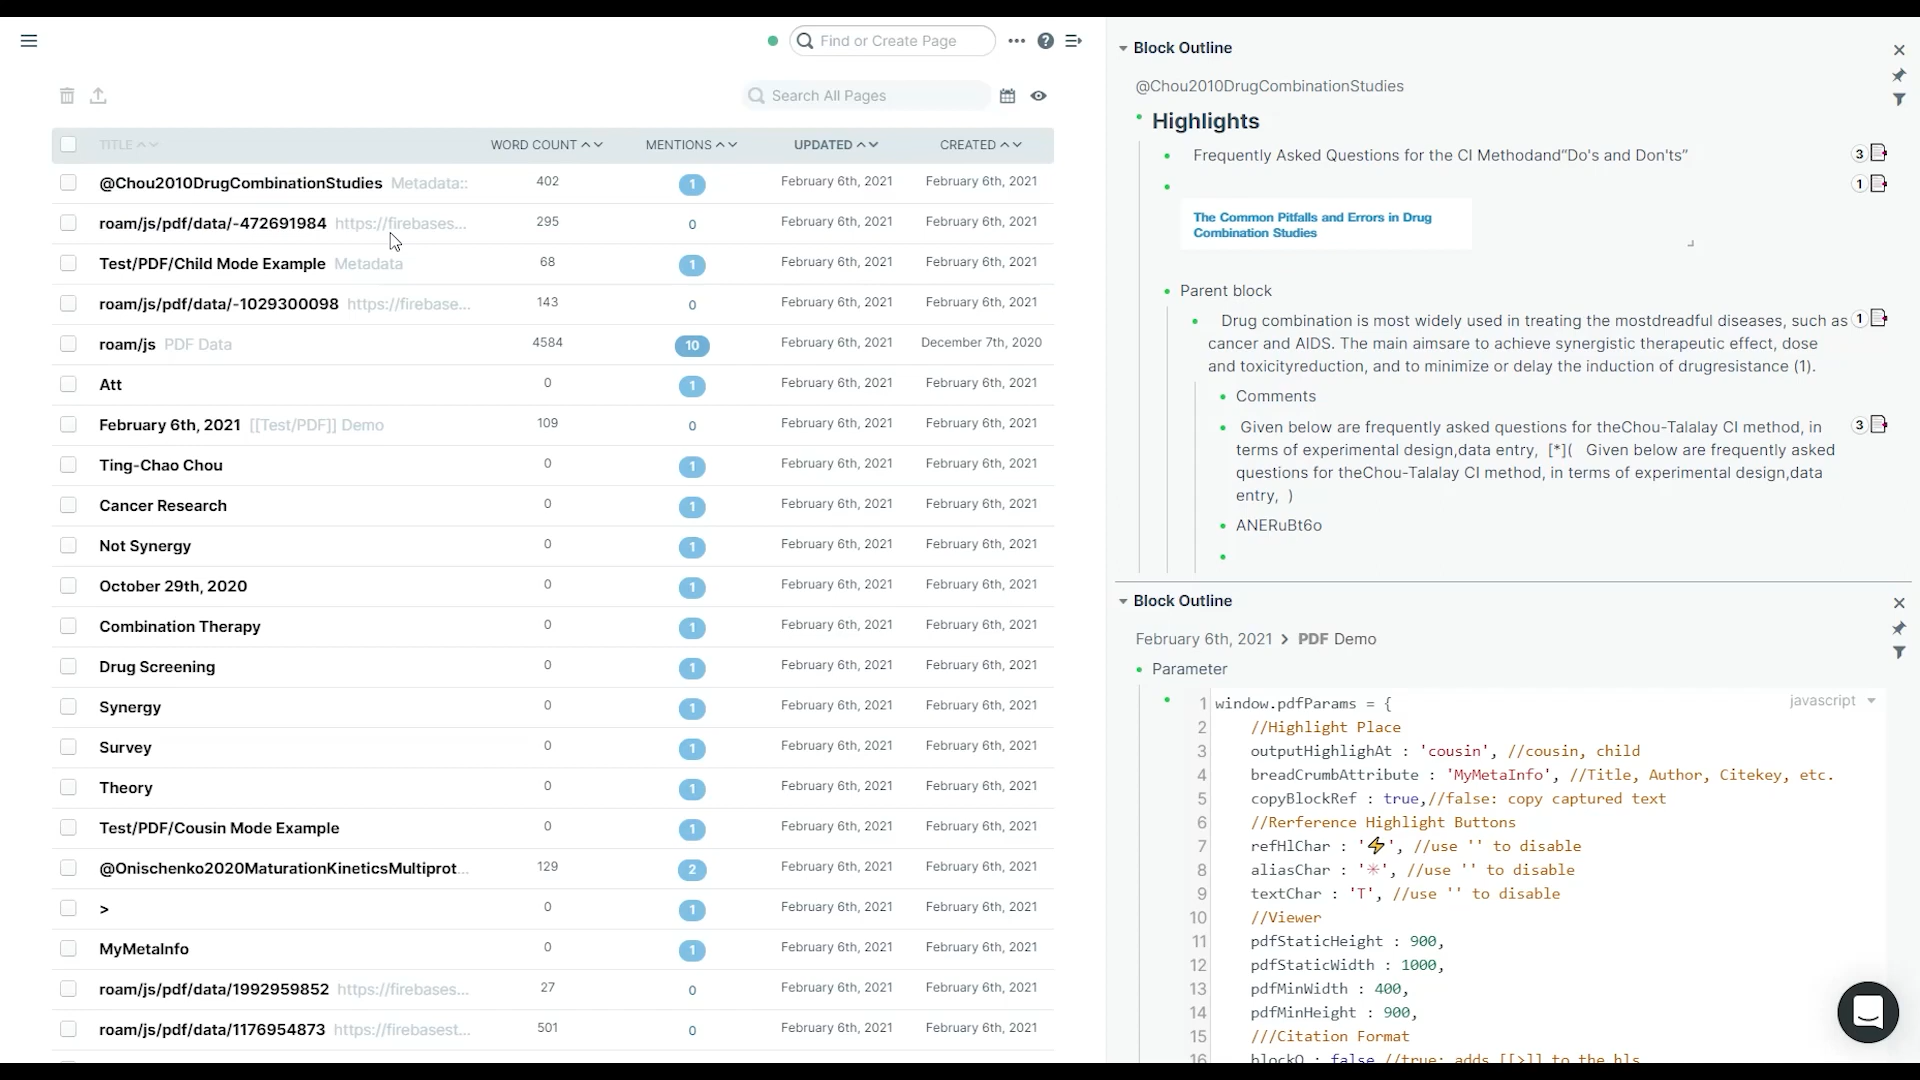 Find or Create Page
Search All Pages
TITLE WORD COUNT MENTIONS UPDATED CREATED
@Chou2010DrugCombinationStudies Metadata:: 402 1 February 6th, 2021 February 6th, 2021
roam/js/pdf/data/-472691984 https://firebases... 295 0 February 6th, 2021 February 6th, 2021
Test/PDF/Child Mode Example Metadata 68 1 February 6th, 2021 February 6th, 2021
roam/js/pdf/data/-1029300098 https://firebase... 143 0 February 6th, 2021 February 6th, 2021
roam/js PDF Data 4584 10 February 6th, 2021 December 7th, 2020
Att 0 1 February 6th, 2021 February 6th, 2021
February 6th, 2021 [[Test/PDF]] Demo 109 0 February 6th, 2021 February 6th, 2021
Ting-Chao Chou 0 1 February 6th, 2021 February 6th, 2021
Cancer Research 0 1 February 6th, 2021 February 6th, 2021
Not Synergy 0 1 February 6th, 2021 February 6th, 2021
October 29th, 2020 0 1 February 6th, 2021 February 6th, 2021
Combination Therapy 0 1 February 6th, 2021 February 6th, 2021
Drug Screening 0 1 February 6th, 2021 February 6th, 2021
Synergy 0 1 February 6th, 2021 February 6th, 2021
Survey 0 1 February 6th, 2021 February 6th, 2021
Theory 0 1 February 6th, 2021 February 6th, 2021
Test/PDF/Cousin Mode Example 0 1 February 6th, 2021 February 6th, 2021
@Onischenko2020MaturationKineticsMultiprot... 129 2 February 6th, 2021 February 6th, 2021
> 0 1 February 6th, 2021 February 6th, 2021
MyMetaInfo 0 1 February 6th, 2021 February 6th, 2021
roam/js/pdf/data/1992959852 https://firebases... 27 0 February 6th, 2021 February 6th, 2021
roam/js/pdf/data/1176954873 https://firebasest... 501 0 February 6th, 2021 February 6th, 2021
Block Outline
@Chou2010DrugCombinationStudies
Highlights
Frequently Asked Questions for the CI Methodand"Do's and Don'ts" 3
1
The Common Pitfalls and Errors in Drug
Combination Studies
Parent block
Drug combination is most widely used in treating the mostdreadful diseases, such as 1
cancer and AIDS. The main aimsare to achieve synergistic therapeutic effect, dose
and toxicityreduction, and to minimize or delay the induction of drugresistance (1).
Comments
Given below are frequently asked questions for theChou-Talalay CI method, in 3
terms of experimental design,data entry, [*]( Given below are frequently asked
questions for theChou-Talalay CI method, in terms of experimental design,data
entry, )
ANERuBt6o
Block Outline
February 6th, 2021 > PDF Demo
Parameter
javascript
1 window.pdfParams = {
2 //Highlight Place
3 outputHighlighAt : 'cousin', //cousin, child
4 breadCrumbAttribute : 'MyMetaInfo', //Title, Author, Citekey, etc.
5 copyBlockRef : true,//false: copy captured text
6 //Rerference Highlight Buttons
7 refHlChar : '⚡', //use '' to disable
8 aliasChar : '✳', //use '' to disable
9 textChar : 'T', //use '' to disable
10 //Viewer
11 pdfStaticHeight : 900,
12 pdfStaticWidth : 1000,
13 pdfMinWidth : 400,
14 pdfMinHeight : 900,
15 ///Citation Format
16 blockQ : false //true: adds [[>]] to the hls